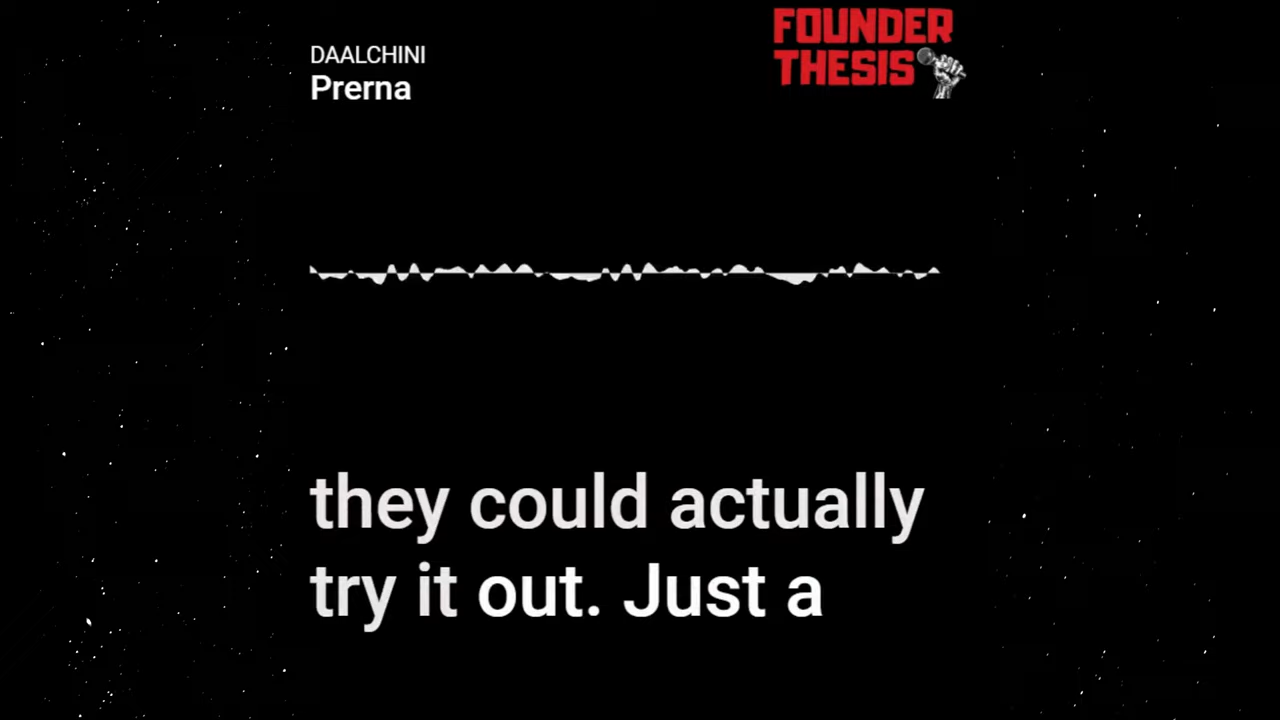 DAALCHINI
Prerna
FOUNDER
THESIS
they could actually
try it out. Just a